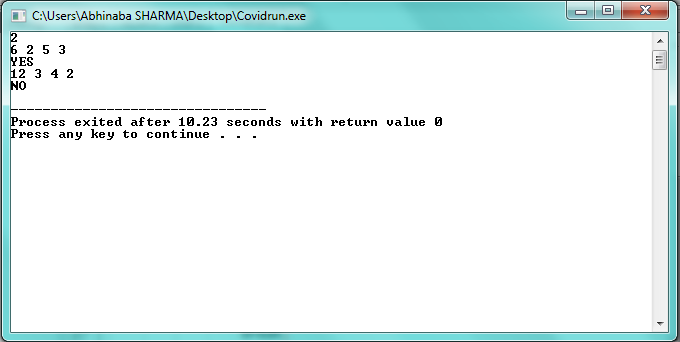 C:\Users\Abhinaba SHARMA\Desktop\Covidrun.exe
2
6 2 5 3
YES
12 3 4 2
NO
--------------------------------
Process exited after 10.23 seconds with return value 0
Press any key to continue . . .